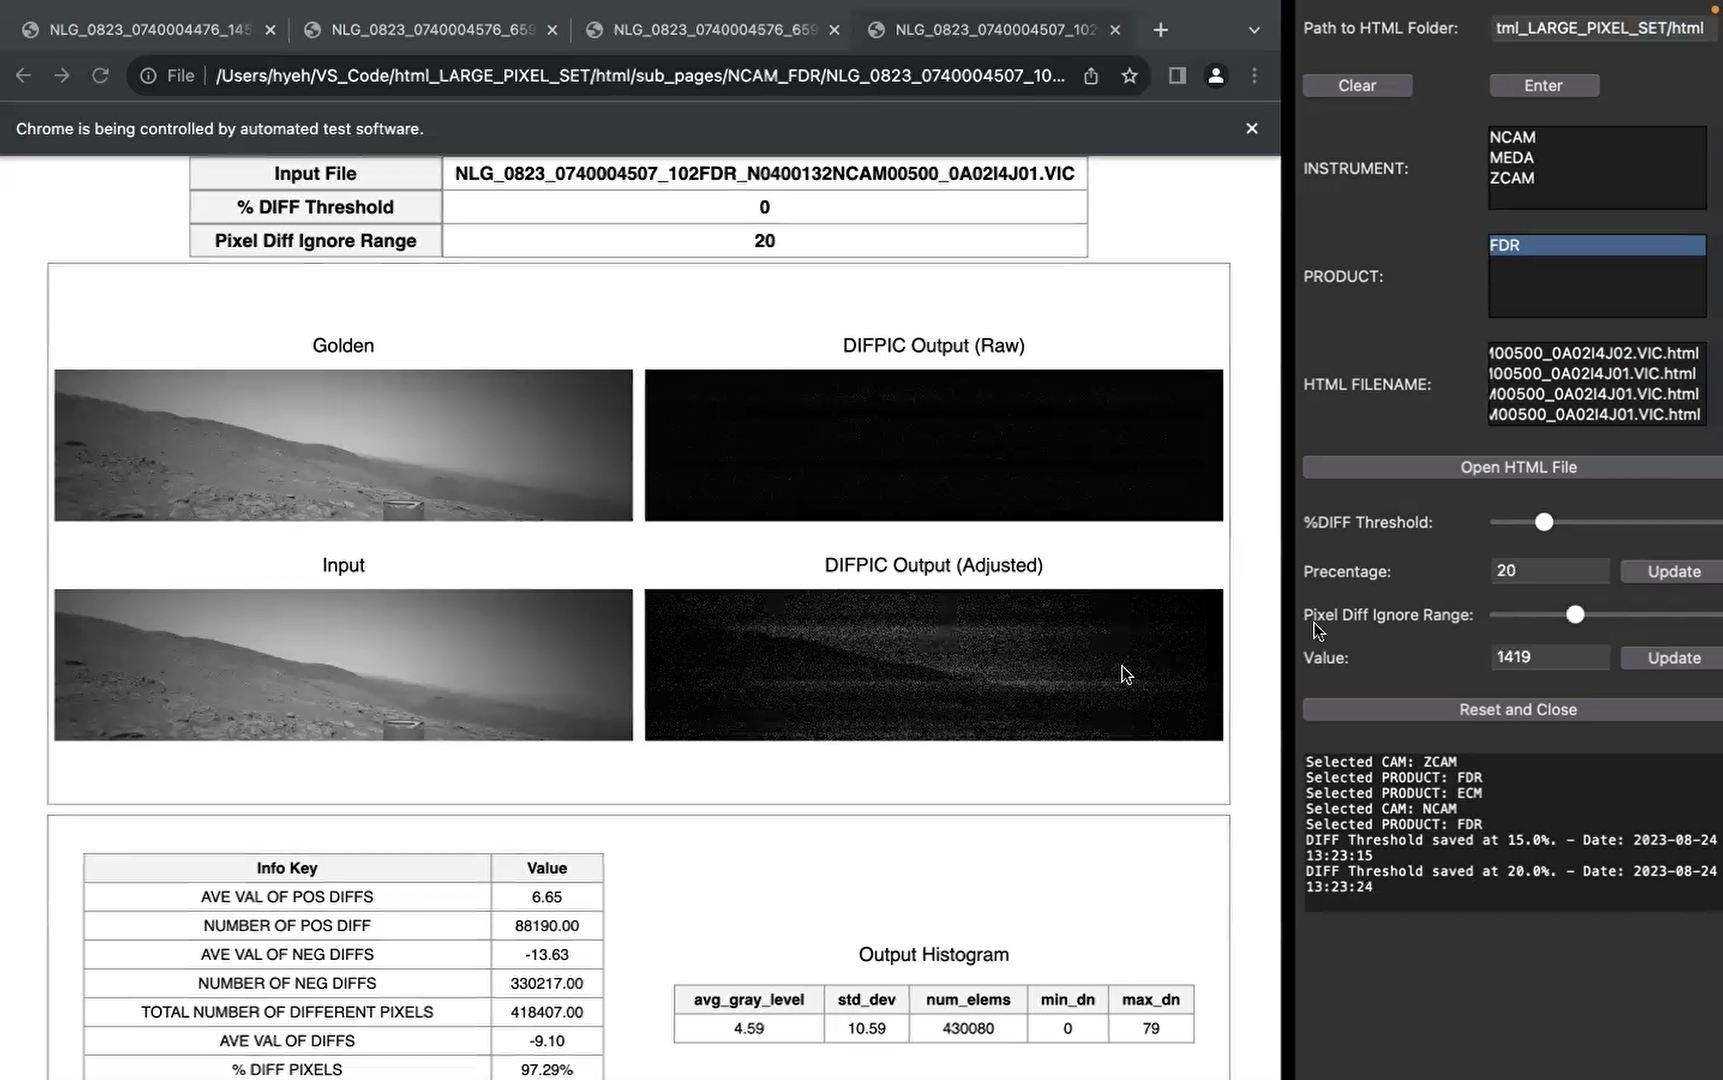 NLG_0823_0740004476_145
NLG_0823_0740004576_659
NLG_0823_0740004576_659
NLG_0823_0740004507_102
File
/Users/hyeh/VS_Code/html_LARGE_PIXEL_SET/html/sub_pages/NCAM_FDR/NLG_0823_0740004507_10...
Chrome is being controlled by automated test software.
Input File NLG_0823_0740004507_102FDR_N0400132NCAM00500_0A02I4J01.VIC
% DIFF Threshold 0
Pixel Diff Ignore Range 20
Golden
DIFPIC Output (Raw)
Input
DIFPIC Output (Adjusted)
Info Key Value
AVE VAL OF POS DIFFS 6.65
NUMBER OF POS DIFF 88190.00
AVE VAL OF NEG DIFFS -13.63
NUMBER OF NEG DIFFS 330217.00
TOTAL NUMBER OF DIFFERENT PIXELS 418407.00
AVE VAL OF DIFFS -9.10
% DIFF PIXELS 97.29%
Output Histogram
avg_gray_level std_dev num_elems min_dn max_dn
4.59 10.59 430080 0 79
Path to HTML Folder: tml_LARGE_PIXEL_SET/html
Clear Enter
INSTRUMENT:
NCAM
MEDA
ZCAM
PRODUCT:
FDR
HTML FILENAME:
M00500_0A02I4J02.VIC.html
M00500_0A02I4J01.VIC.html
M00500_0A02I4J01.VIC.html
M00500_0A02I4J01.VIC.html
Open HTML File
%DIFF Threshold:
Precentage: 20 Update
Pixel Diff Ignore Range:
Value: 1419 Update
Reset and Close
Selected CAM: ZCAM
Selected PRODUCT: FDR
Selected PRODUCT: ECM
Selected CAM: NCAM
Selected PRODUCT: FDR
DIFF Threshold saved at 15.0%. - Date: 2023-08-24
13:23:15
DIFF Threshold saved at 20.0%. - Date: 2023-08-24
13:23:24